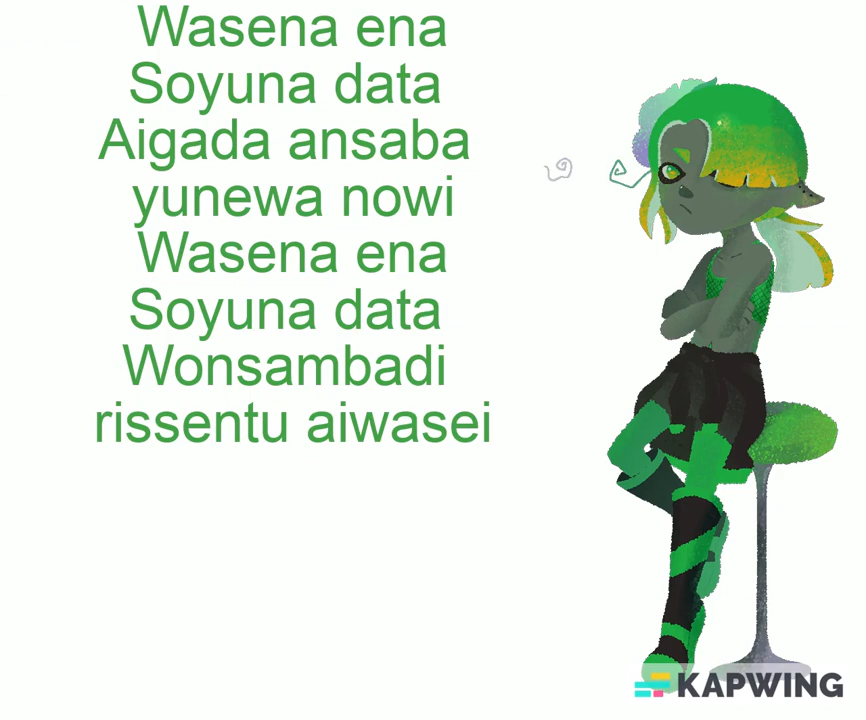 Wasena ena
Soyuna data
Aigada ansaba
yunewa nowi
Wasena ena
Soyuna data
Wonsambadi
rissentu aiwasei
KAPWING